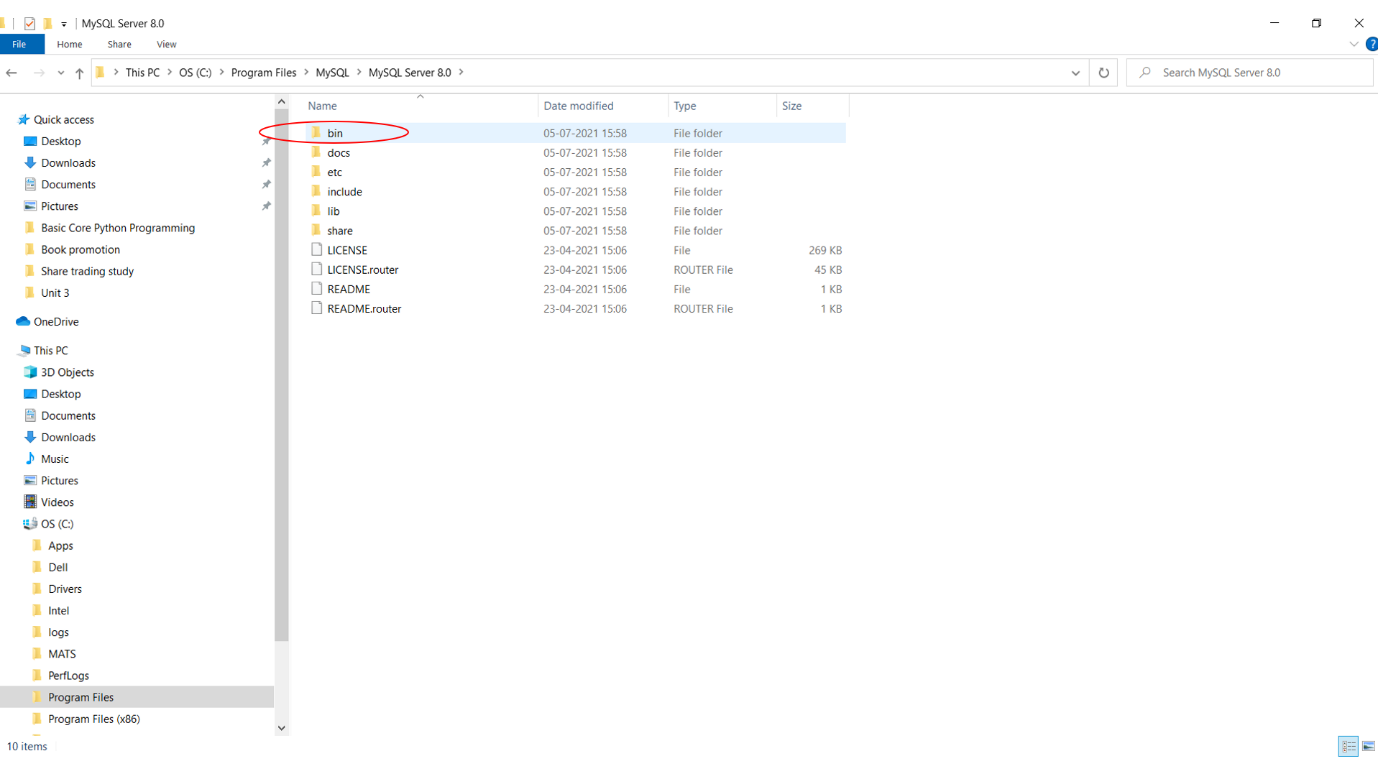 MySQL Server 8.0
File Home Share View
This PC OS (C:) Program Files MySQL MySQL Server 8.0 Search MySQL Server 8.0
Quick access
Desktop
Downloads
Documents
Pictures
Basic Core Python Programming
Book promotion
Share trading study
Unit 3
OneDrive
This PC
3D Objects
Desktop
Documents
Downloads
Music
Pictures
Videos
OS (C:)
Apps
Dell
Drivers
Intel
logs
MATS
PerfLogs
Program Files
Program Files (x86)
Name Date modified Type Size
bin 05-07-2021 15:58 File folder
docs 05-07-2021 15:58 File folder
etc 05-07-2021 15:58 File folder
include 05-07-2021 15:58 File folder
lib 05-07-2021 15:58 File folder
share 05-07-2021 15:58 File folder
LICENSE 23-04-2021 15:06 File 269 KB
LICENSE.router 23-04-2021 15:06 ROUTER File 45 KB
README 23-04-2021 15:06 File 1 KB
README.router 23-04-2021 15:06 ROUTER File 1 KB
10 items